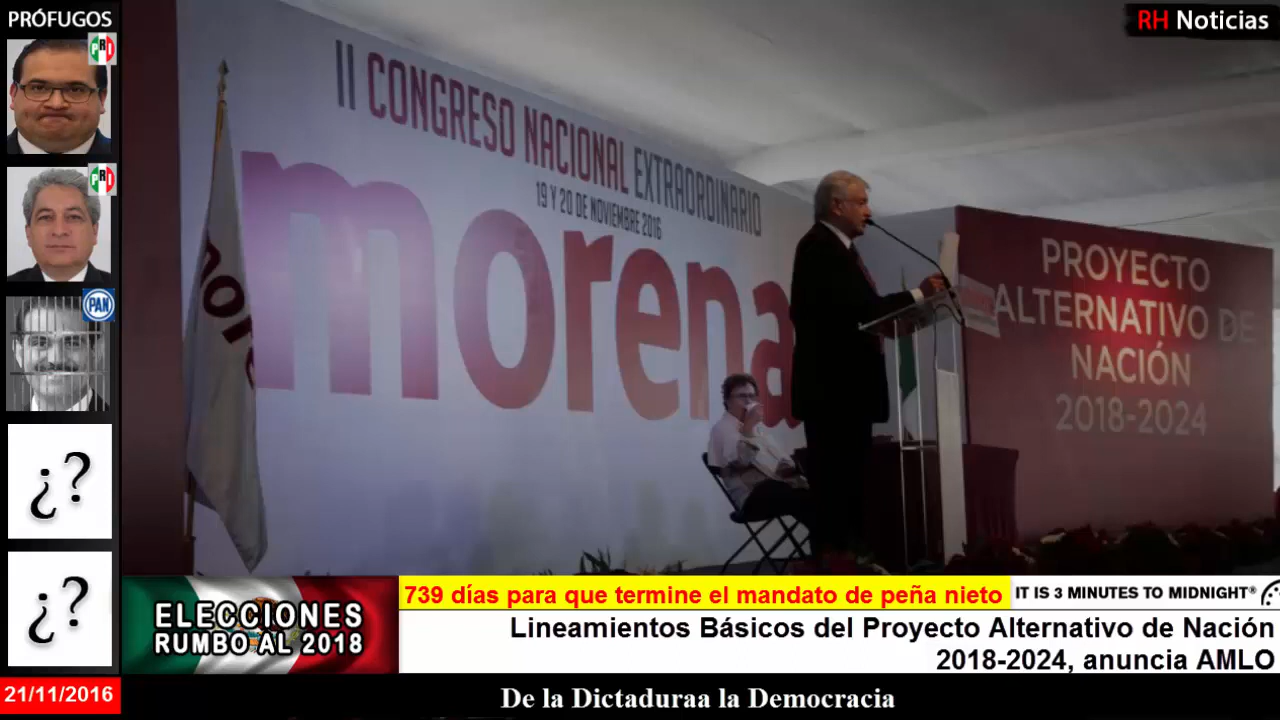 PRÓFUGOS
PRI
PRI
PAN
¿?
¿?
21/11/2016
RH Noticias
II CONGRESO NACIONAL EXTRAORDINARIO
19 Y 20 DE NOVIEMBRE 2016
morena
PROYECTO
ALTERNATIVO DE
NACIÓN
2018-2024
ELECCIONES
RUMBO AL 2018
739 días para que termine el mandato de peña nieto
IT IS 3 MINUTES TO MIDNIGHT®
Lineamientos Básicos del Proyecto Alternativo de Nación
2018-2024, anuncia AMLO
De la Dictaduraa la Democracia